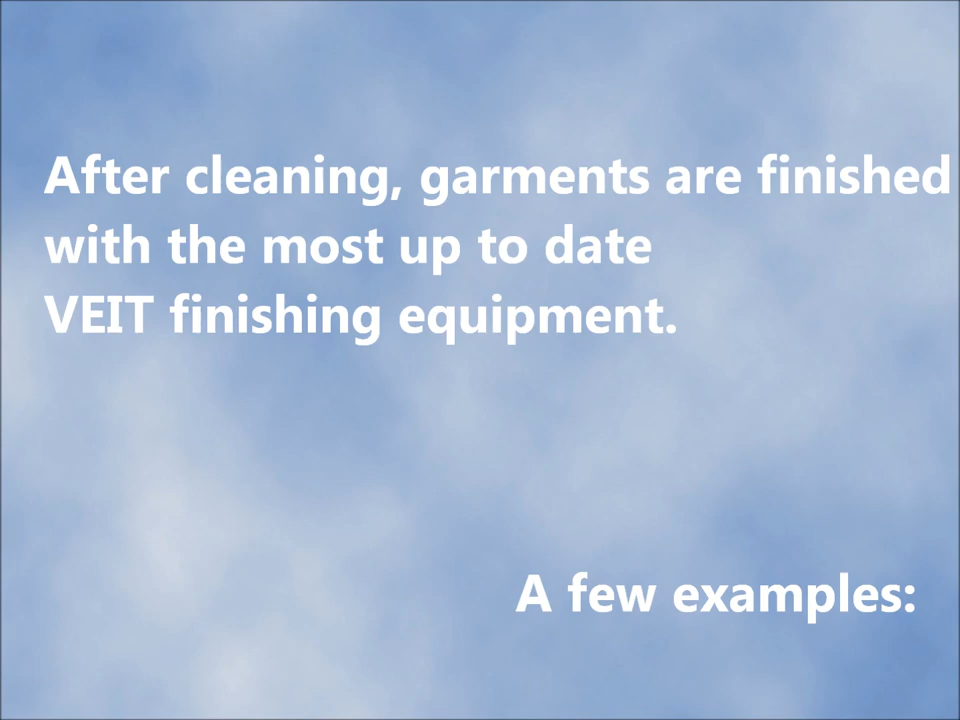 After cleaning, garments are finished
with the most up to date
VEIT finishing equipment.
A few examples: